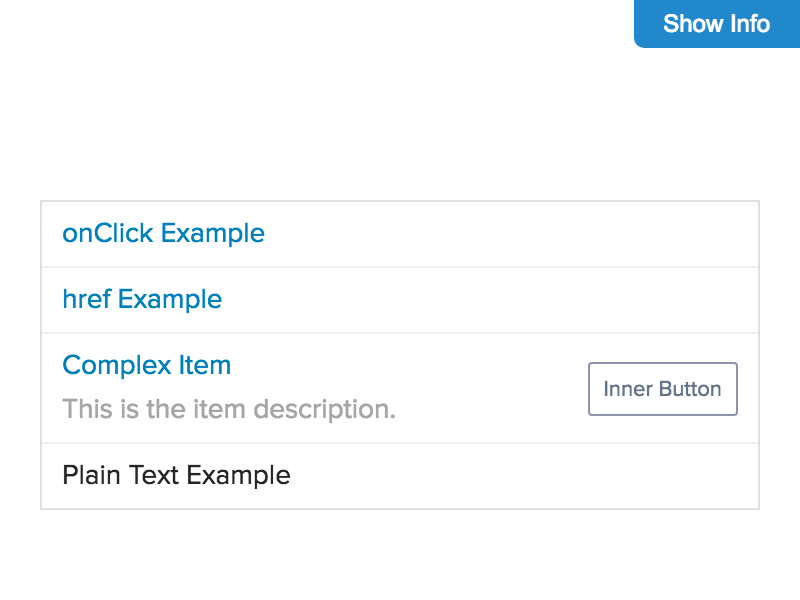 Show Info
onClick Example
href Example
Complex Item
This is the item description.
Inner Button
Plain Text Example